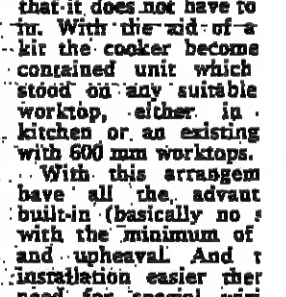 that it does not have to
in. With the aid of a
kit the cooker become
contained unit which
stood on any suitable
worktop, either in
kitchen or an existing
with 600 mm worktops.
With this arrangem
have all the advant
built-in (basically no
with the minimum of
and upheaval. And t
installation easier ther
need for special